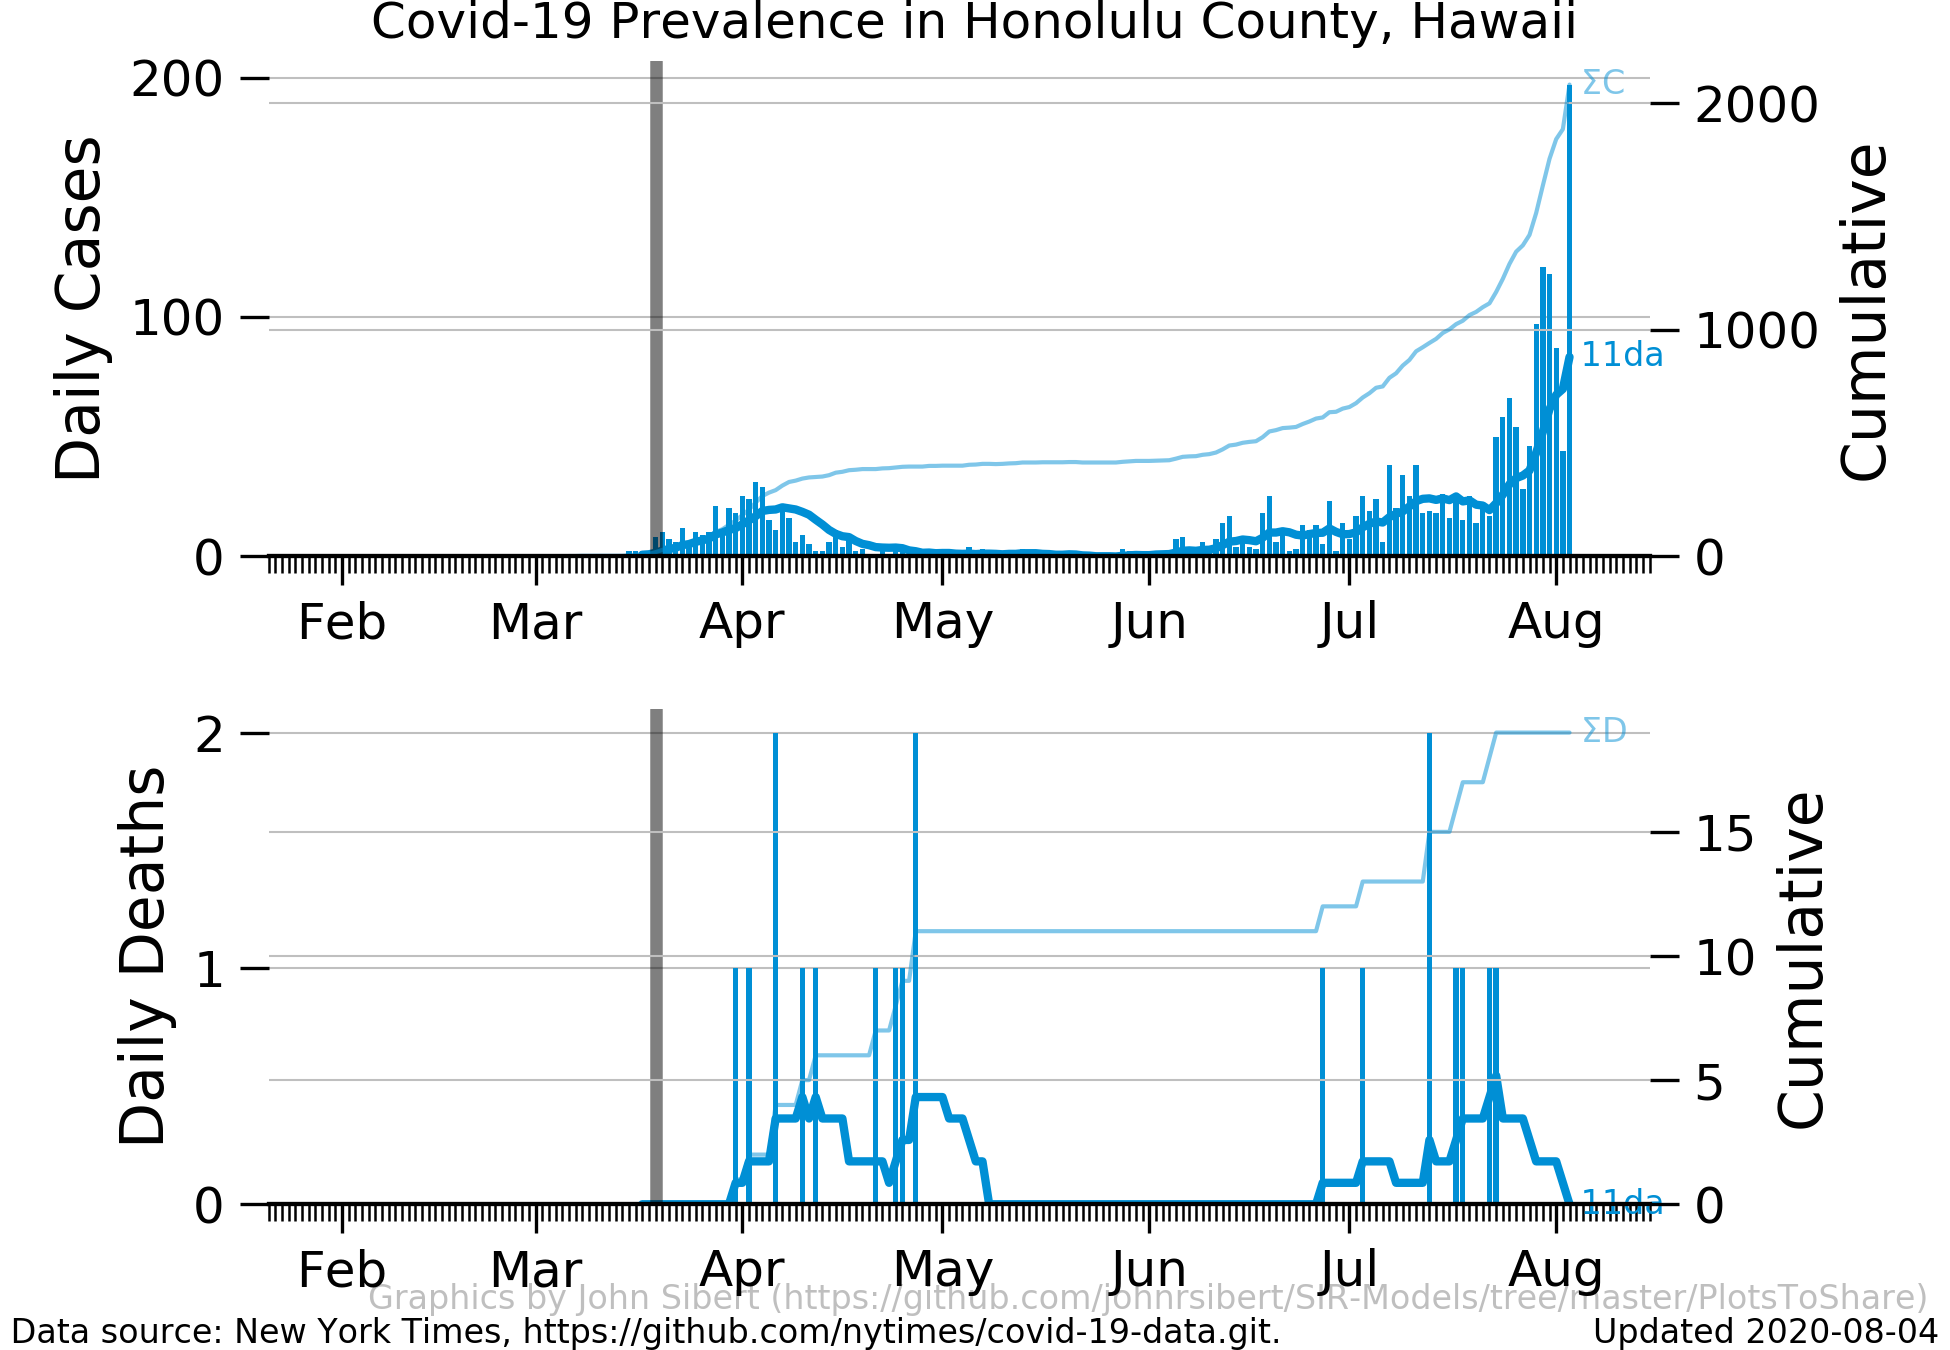 Covid-19 Prevalence in Honolulu County, Hawaii
Daily Cases
200
100
0
ΣC
11da
2000
1000
0
Cumulative
Feb Mar Apr May Jun Jul Aug
Daily Deaths
2
1
0
ΣD
11da
15
10
5
0
Cumulative
Feb Mar Apr May Jun Jul Aug
Graphics by John Sibert (https://github.com/johnrsibert/SIR-Models/tree/master/PlotsToShare)
Data source: New York Times, https://github.com/nytimes/covid-19-data.git. Updated 2020-08-04